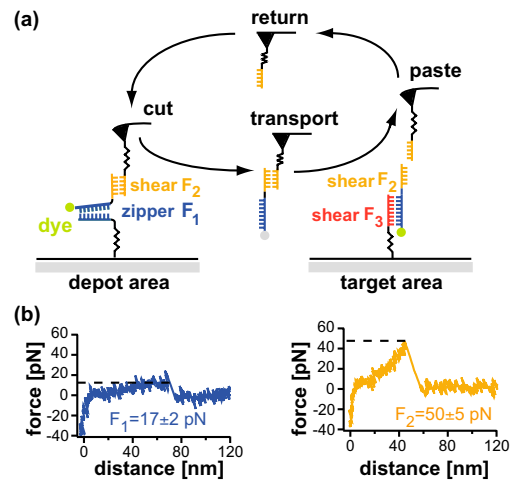 (a)
return
cut
transport
paste
shear F2
zipper F1
dye
shear F2
shear F3
depot area
target area
(b)
force [pN]
60
40
20
0
-20
-40
F1=17±2 pN
0
40
80
120
distance [nm]
force [pN]
60
40
20
0
-20
-40
F2=50±5 pN
0
40
80
120
distance [nm]